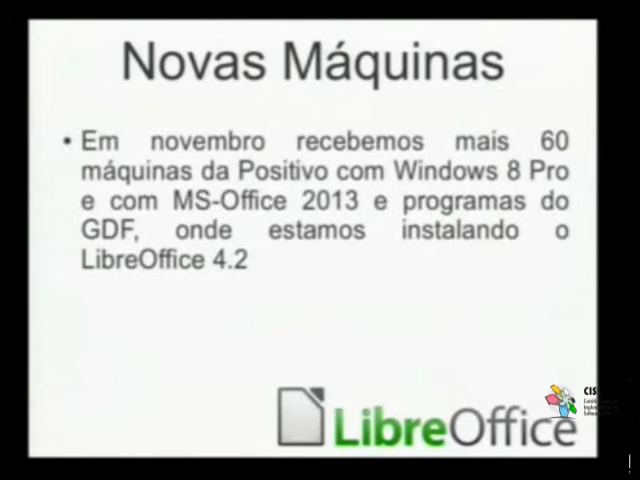 Novas Máquinas
• Em novembro recebemos mais 60
máquinas da Positivo com Windows 8 Pro
e com MS-Office 2013 e programas do
GDF, onde estamos instalando o
LibreOffice 4.2
CIS
LibreOffice